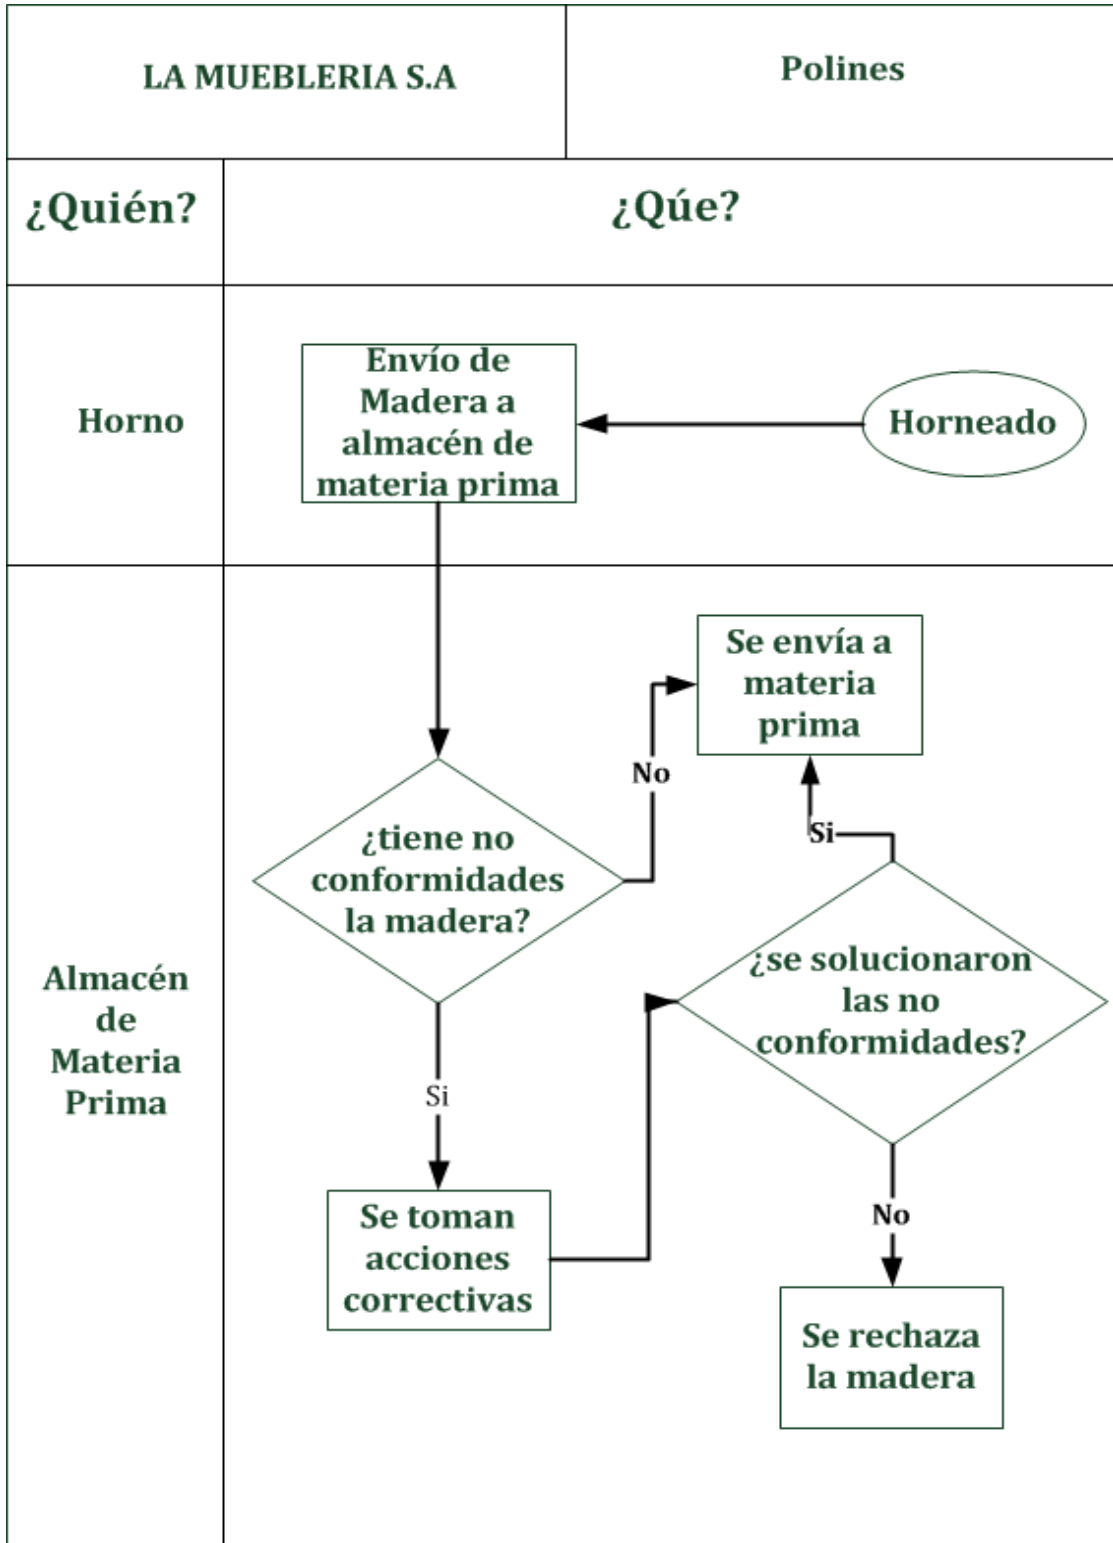 LA MUEBLERIA S.A
Polines
¿Quién?
¿Qúe?
Horno
Envío de
Madera a
almacén de
materia prima
Horneado
Almacén
de
Materia
Prima
Se envía a
materia
prima
No
Si
¿tiene no
conformidades
la madera?
¿se solucionaron
las no
conformidades?
Si
No
Se toman
acciones
correctivas
Se rechaza
la madera